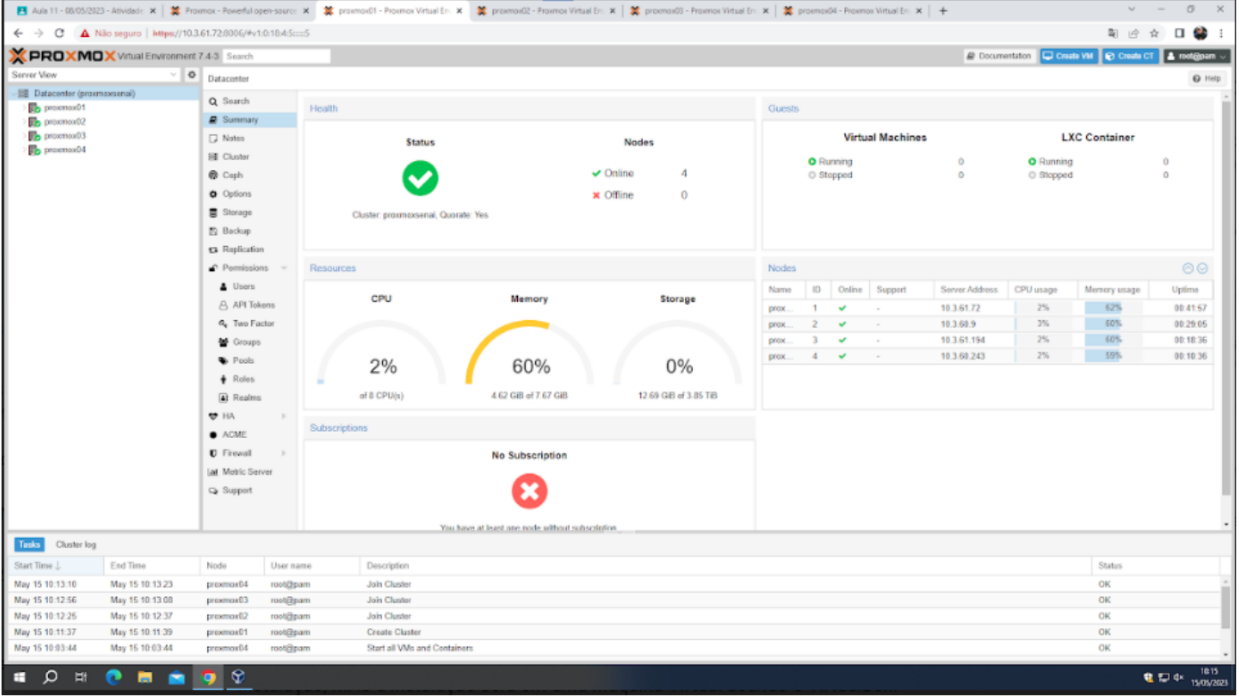 Aula 11 - 08/05/2023 - Atividade
Proxmox - Powerful open-source
proxmox01 - Proxmox Virtual En
proxmox02 - Proxmox Virtual En
proxmox03 - Proxmox Virtual En
proxmox04 - Proxmox Virtual En
Não seguro https://10.3.61.72:8006/#v1:0:18:4:5:::::5
PROXMOX Virtual Environment 7.4-3 Search Documentation Create VM Create CT root@pam
Server View
Datacenter (proxmoxsenai)
proxmox01
proxmox02
proxmox03
proxmox04
Datacenter
Help
Search
Summary
Notes
Cluster
Ceph
Options
Storage
Backup
Replication
Permissions
Users
API Tokens
Two Factor
Groups
Pools
Roles
Realms
HA
ACME
Firewall
Metric Server
Support
Health
Status Nodes
Online 4
Offline 0
Cluster: proxmoxsenai, Quorate: Yes
Guests
Virtual Machines LXC Container
Running 0 Running 0
Stopped 0 Stopped 0
Resources
CPU Memory Storage
2% 60% 0%
of 8 CPU(s) 4.62 GiB of 7.67 GiB 12.69 GiB of 3.85 TiB
Nodes
Name ID Online Support Server Address CPU usage Memory usage Uptime
prox... 1 - 10.3.61.72 2% 62% 00:41:57
prox... 2 - 10.3.60.9 3% 60% 00:29:05
prox... 3 - 10.3.61.194 2% 60% 00:18:36
prox... 4 - 10.3.60.243 2% 59% 00:18:36
Subscriptions
No Subscription
You have at least one node without subscription.
Tasks Cluster log
Start Time ↓ End Time Node User name Description Status
May 15 10:13:10 May 15 10:13:23 proxmox04 root@pam Join Cluster OK
May 15 10:12:56 May 15 10:13:08 proxmox03 root@pam Join Cluster OK
May 15 10:12:25 May 15 10:12:37 proxmox02 root@pam Join Cluster OK
May 15 10:11:37 May 15 10:11:39 proxmox01 root@pam Create Cluster OK
May 15 10:03:44 May 15 10:03:44 proxmox04 root@pam Start all VMs and Containers OK
10:15
15/05/2023